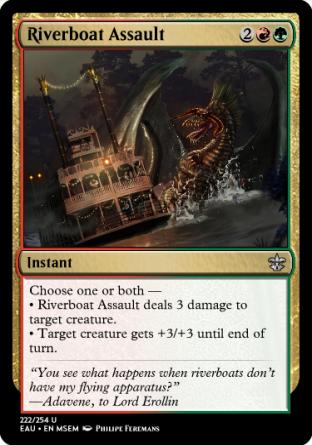 Riverboat Assault 2
Instant
Choose one or both —
• Riverboat Assault deals 3 damage to
target creature.
• Target creature gets +3/+3 until end of
turn.
“You see what happens when riverboats don’t
have my flying apparatus?”
—Adavene, to Lord Erollin
222/254 U
EAU • EN MSEM Philipe Feremans